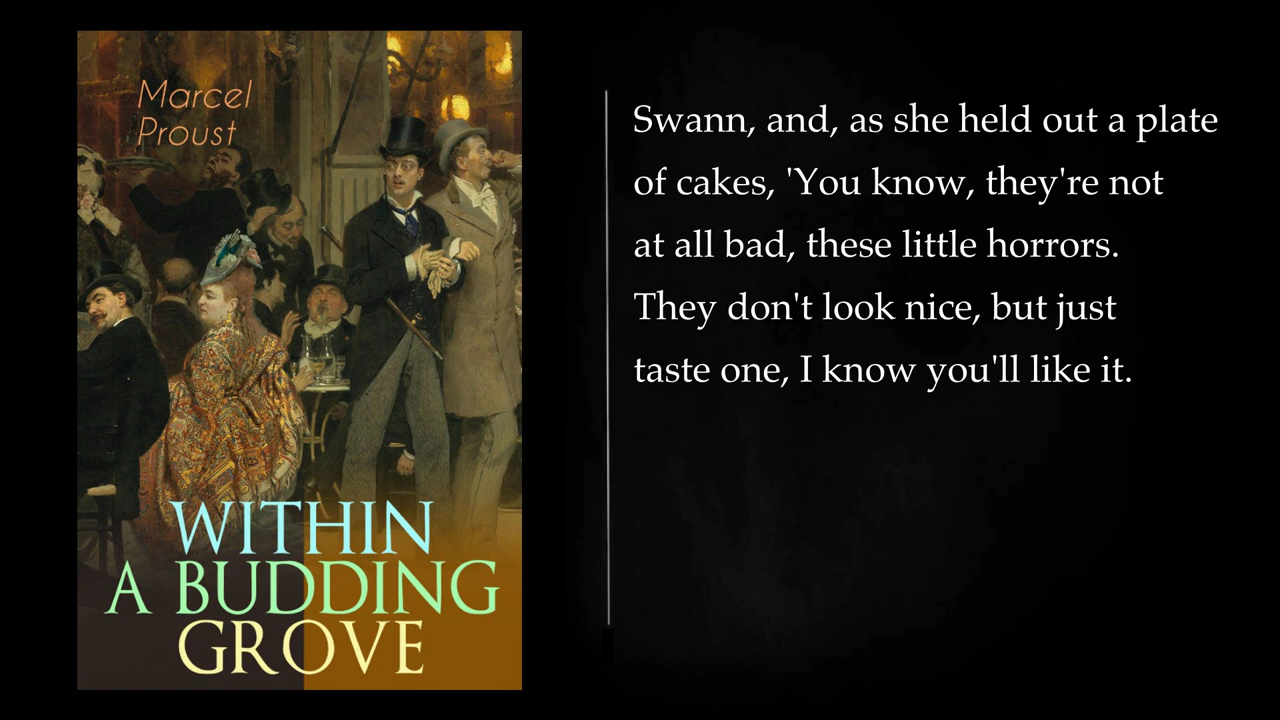 Marcel
Proust
WITHIN
A BUDDING
GROVE
Swann, and, as she held out a plate
of cakes, 'You know, they're not
at all bad, these little horrors.
They don't look nice, but just
taste one, I know you'll like it.